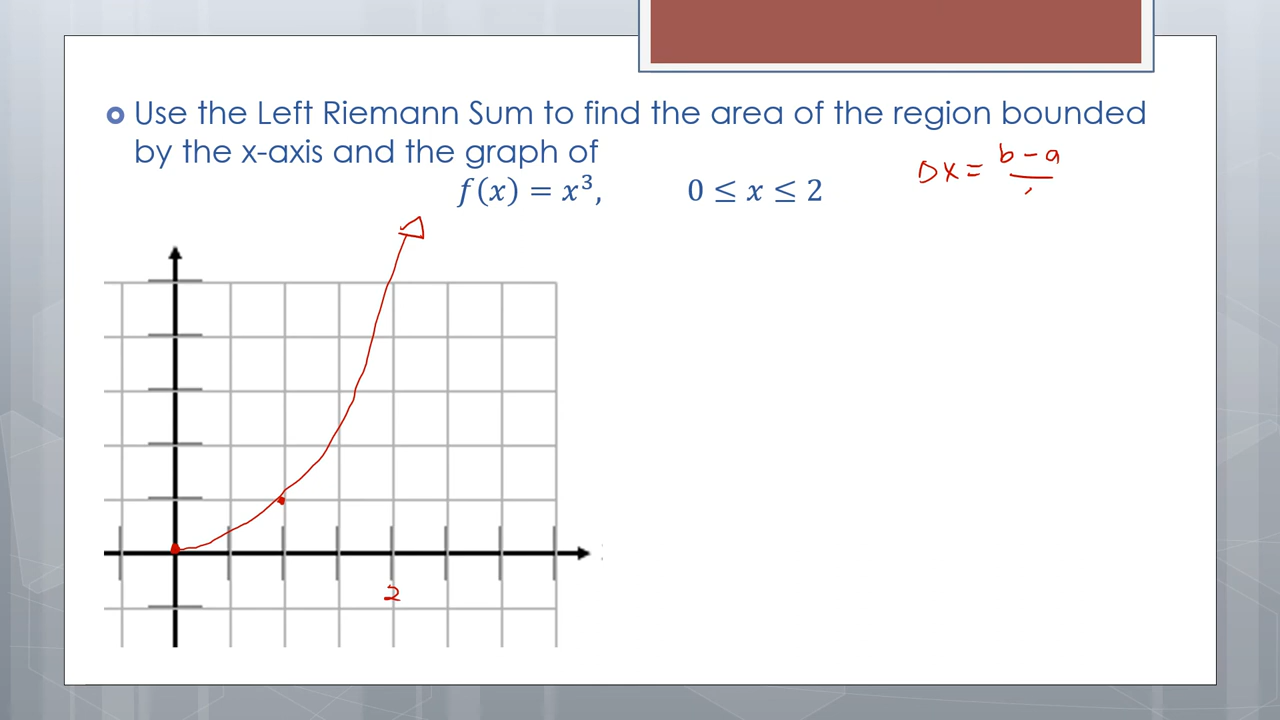 Use the Left Riemann Sum to find the area of the region bounded
by the x-axis and the graph of
f(x) = x³, 0 ≤ x ≤ 2
Δx = b - a
2